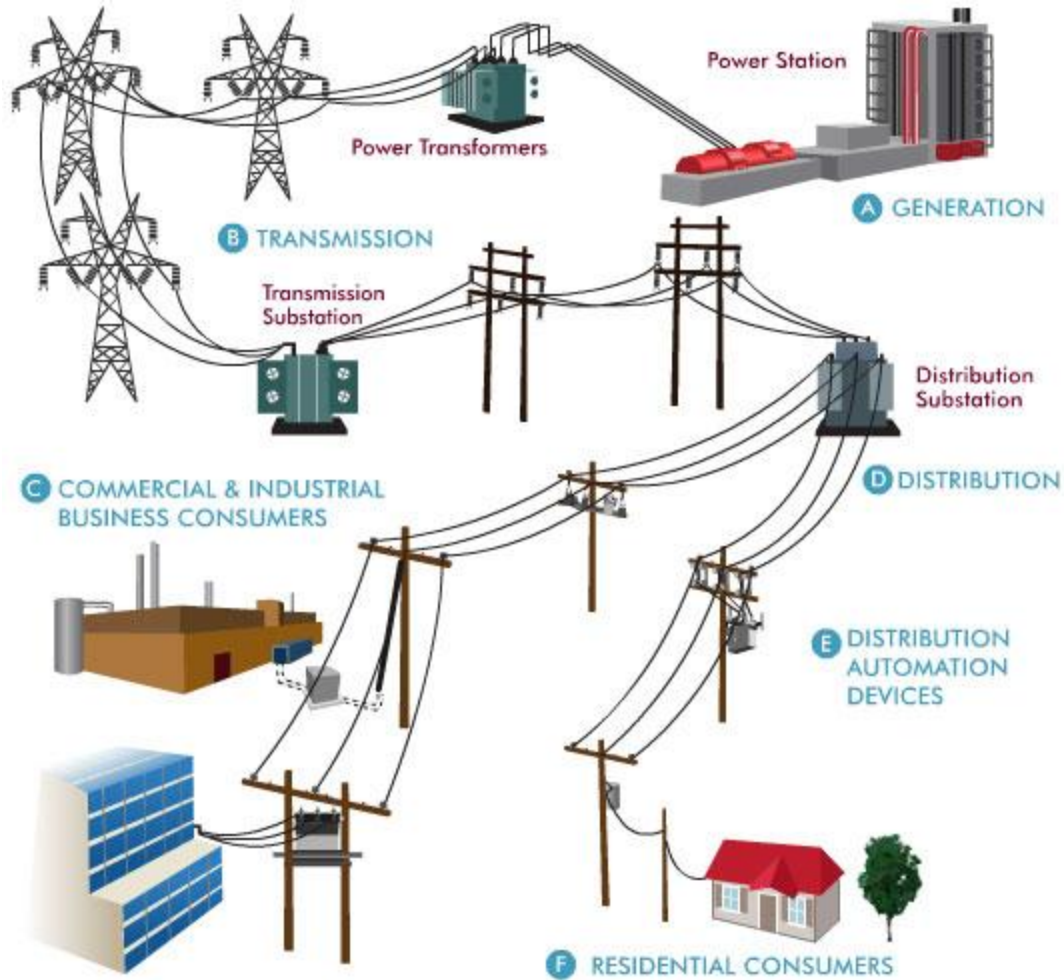 Power Station
Power Transformers
A GENERATION
B TRANSMISSION
Transmission
Substation
Distribution
Substation
C COMMERCIAL & INDUSTRIAL
BUSINESS CONSUMERS
D DISTRIBUTION
E DISTRIBUTION
AUTOMATION
DEVICES
F RESIDENTIAL CONSUMERS